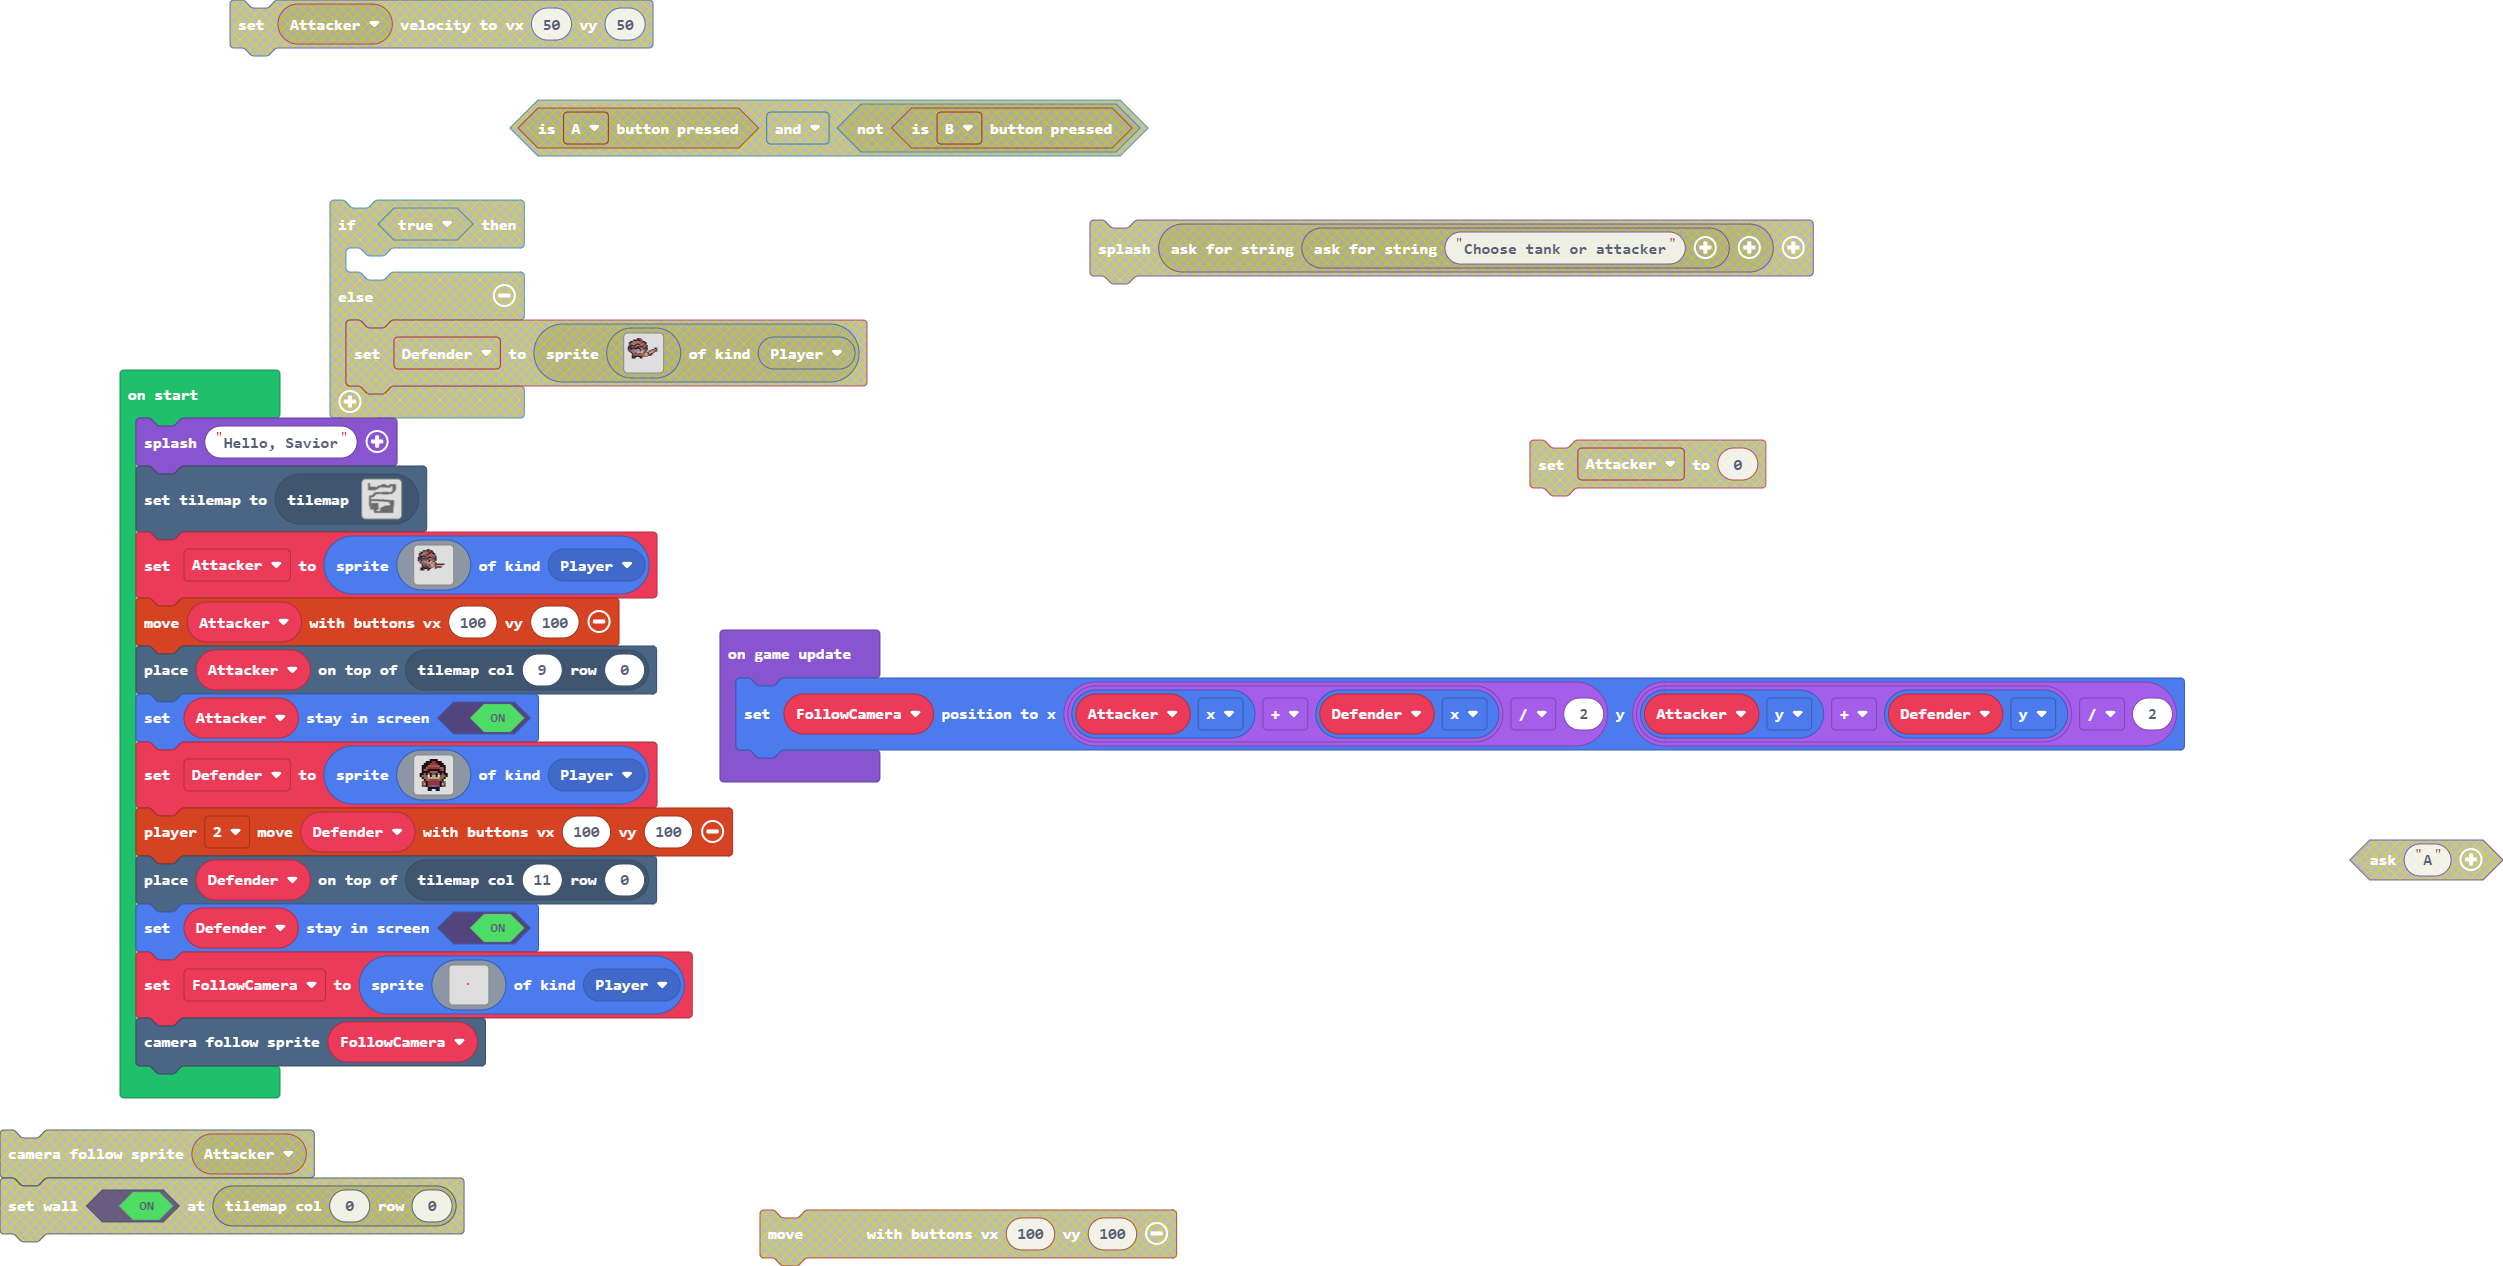 set Attacker velocity to vx 50 vy 50
is A button pressed and not is B button pressed
if true then
else
set Defender to sprite of kind Player
splash ask for string ask for string "Choose tank or attacker"
set Attacker to 0
on start
splash "Hello, Savior"
set tilemap to tilemap
set Attacker to sprite of kind Player
move Attacker with buttons vx 100 vy 100
place Attacker on top of tilemap col 9 row 0
set Attacker stay in screen ON
set Defender to sprite of kind Player
player 2 move Defender with buttons vx 100 vy 100
place Defender on top of tilemap col 11 row 0
set Defender stay in screen ON
set FollowCamera to sprite of kind Player
camera follow sprite FollowCamera
on game update
set FollowCamera position to x Attacker x + Defender x / 2 y Attacker y + Defender y / 2
ask "A"
camera follow sprite Attacker
set wall ON at tilemap col 0 row 0
move with buttons vx 100 vy 100